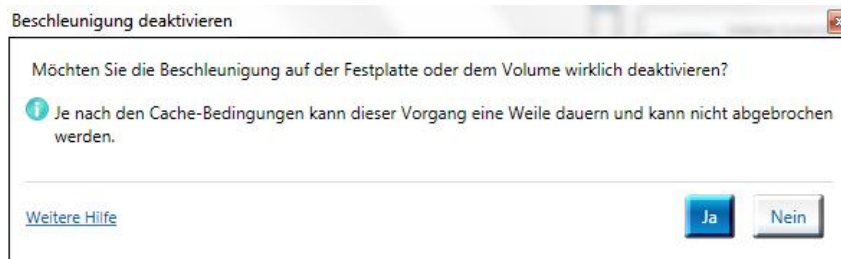 Beschleunigung deaktivieren
Möchten Sie die Beschleunigung auf der Festplatte oder dem Volume wirklich deaktivieren?
Je nach den Cache-Bedingungen kann dieser Vorgang eine Weile dauern und kann nicht abgebrochen
werden.
Weitere Hilfe
Ja
Nein